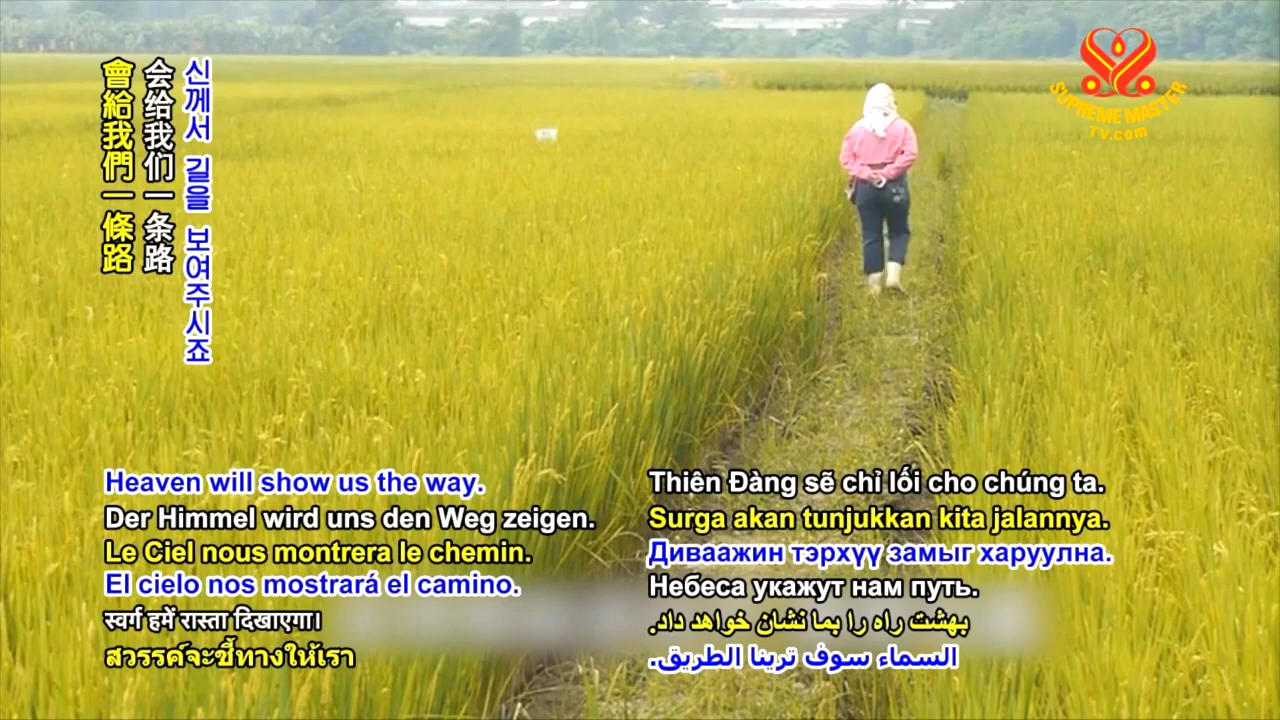 會給我們一條路
会给我们一条路
신께서 길을 보여주시죠
SUPREME MASTER
TV.com
Heaven will show us the way.
Der Himmel wird uns den Weg zeigen.
Le Ciel nous montrera le chemin.
El cielo nos mostrará el camino.
स्वर्ग हमें रास्ता दिखाएगा।
สวรรค์จะชี้ทางให้เรา
Thiên Đàng sẽ chỉ lối cho chúng ta.
Surga akan tunjukkan kita jalannya.
Диваажин тэрхүү замыг харуулна.
Небеса укажут нам путь.
بهشت راه را بما نشان خواهد داد.
السماء سوف ترينا الطريق.